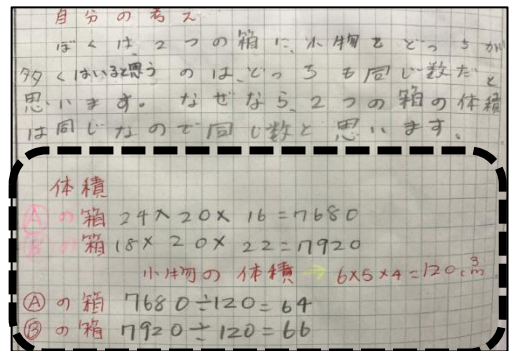 自分の考え
ぼくは、2つの箱に、小物をどっちが
多くはいると思うのは、どっちも同じ数だと
思います。なぜなら、2つの箱の体積
は同じなので同じ数と思います。
体積
Ⓐの箱 24×20×16=7680
Ⓑの箱 18×20×22=7920
小物の体積→6×5×4=120cm³
Ⓐの箱 7680÷120=64
Ⓑの箱 7920÷120=66